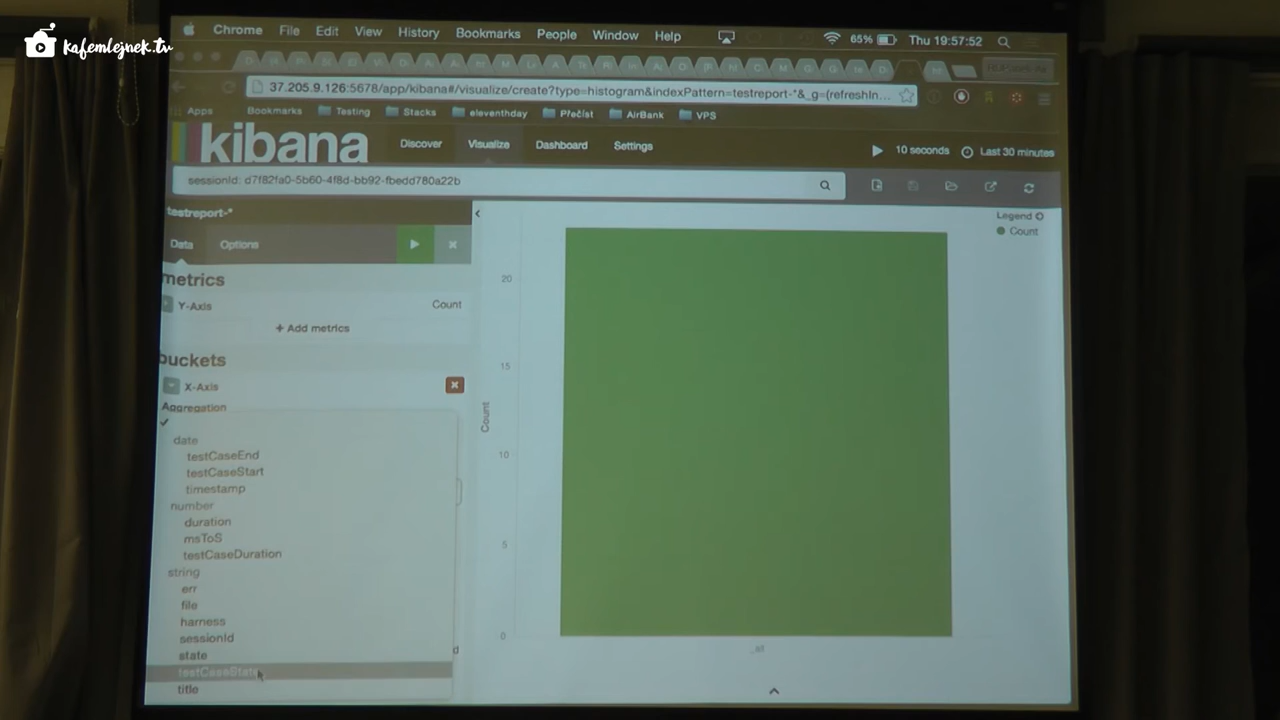 kafemlejnek.tv
Chrome File Edit View History Bookmarks People Window Help 65% Thu 19:57:52
37.205.9.126:5678/app/kibana#/visualize/create?type=histogram&indexPattern=testreport-*&_g=(refreshIn...
Apps Bookmarks Testing Stacks eleventhday Přečíst AirBank VPS
kibana Discover Visualize Dashboard Settings 10 seconds Last 30 minutes
sessionId: d7f82fa0-5b60-4f8d-bb92-fbedd780a22b
testreport-*
Legend
Count
Data Options
metrics
Y-Axis Count
+ Add metrics
buckets
X-Axis
Aggregation
date
testCaseEnd
testCaseStart
timestamp
number
duration
msToS
testCaseDuration
string
err
file
harness
sessionId
state
testCaseState
title
Count
20
15
10
5
0
_all